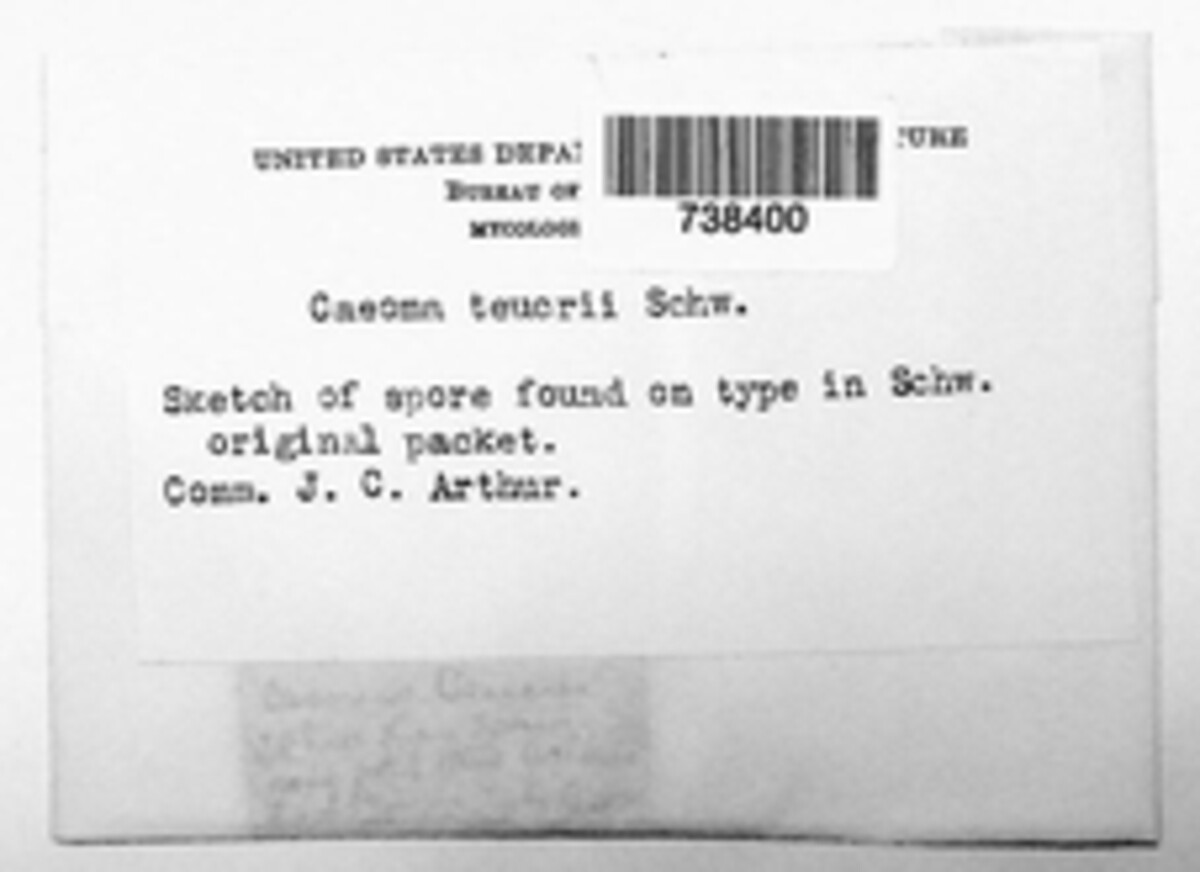 UNITED STATES DEPA TURE
BUREAU OF
MYCOLOG
738400
Caeoma teucrii Schw.
Sketch of spore found on type in Schw.
original packet.
Comm. J. C. Arthur.